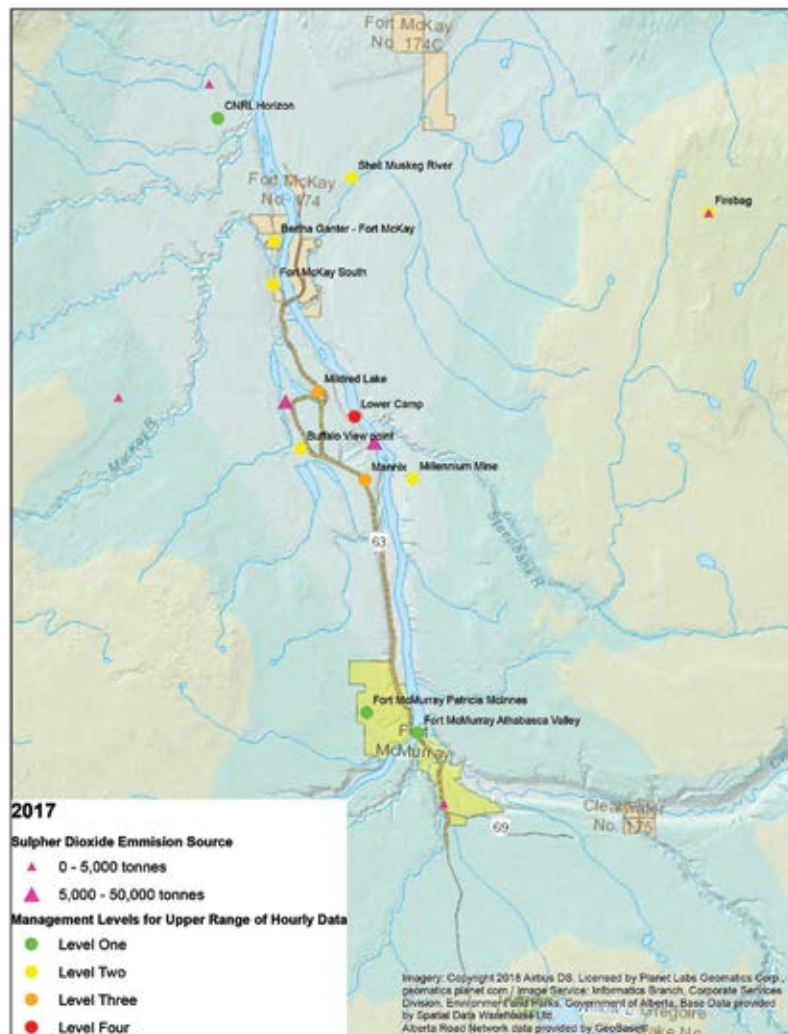 Fort McKay
No. 174C
CNRL Horizon
Shell Muskeg River
Fort McKay
No. 174
Firebag
Bertha Ganter - Fort McKay
Fort McKay South
Mildred Lake
Lower Camp
MacKay R.
Buffalo View point
Mannix
Millennium Mine
Steepbank R.
63
Fort McMurray Patricia McInnes
Fort McMurray Athabasca Valley
Fort
McMurray
Clearwater
No. 175
69
2017
Sulpher Dioxide Emmision Source
0 - 5,000 tonnes
5,000 - 50,000 tonnes
Management Levels for Upper Range of Hourly Data
Level One
Level Two
Level Three
Level Four
Imagery: Copyright 2018 Airbus DS, Licensed by Planet Labs Geomatics Corp.,
geomatics.planet.com / Image Service: Informatics Branch, Corporate Services
Division, Environment and Parks, Government of Alberta, Base Data provided
by Spatial Data Warehouse Ltd.
Alberta Road Network data provided by GeoBase®